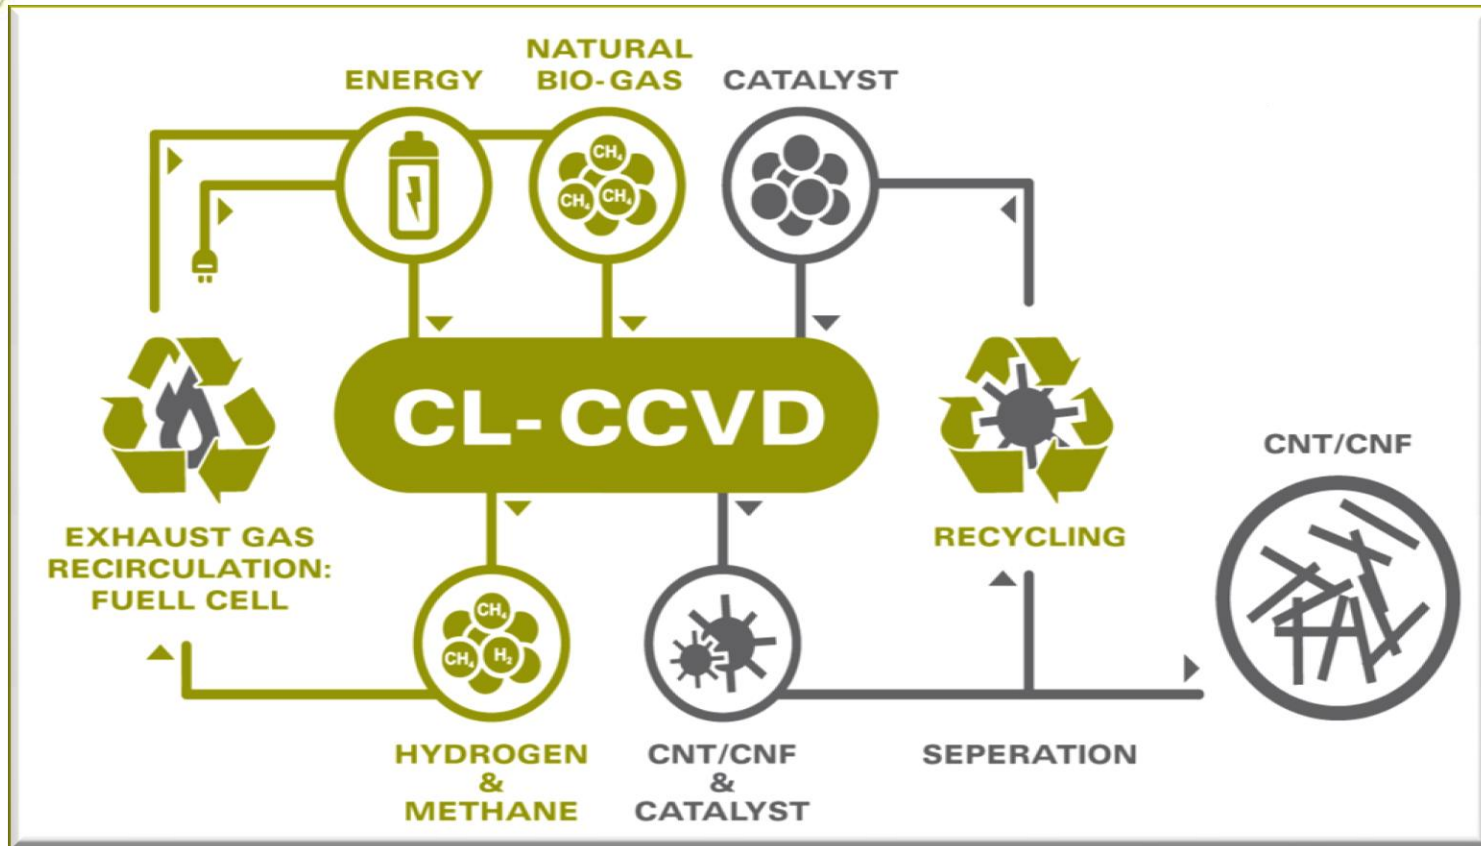 ENERGY
NATURAL
BIO-GAS
CATALYST
CH₄
CH₄
CH₄
CL- CCVD
CNT/CNF
EXHAUST GAS
RECIRCULATION:
FUELL CELL
RECYCLING
CH₄
CH₄
H₂
HYDROGEN
&
METHANE
CNT/CNF
&
CATALYST
SEPERATION